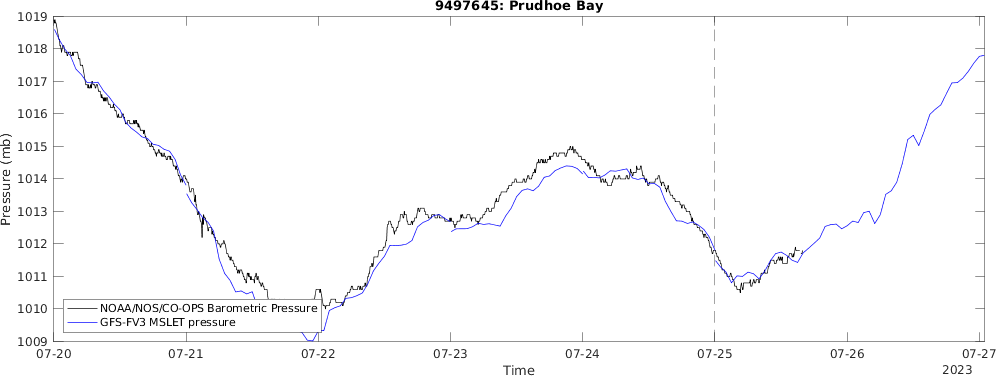 9497645: Prudhoe Bay
1019
1018
1017
1016
1015
1014
1013
1012
1011
1010
1009
Pressure (mb)
NOAA/NOS/CO-OPS Barometric Pressure
GFS-FV3 MSLET pressure
07-20 07-21 07-22 07-23 07-24 07-25 07-26 07-27
Time
2023